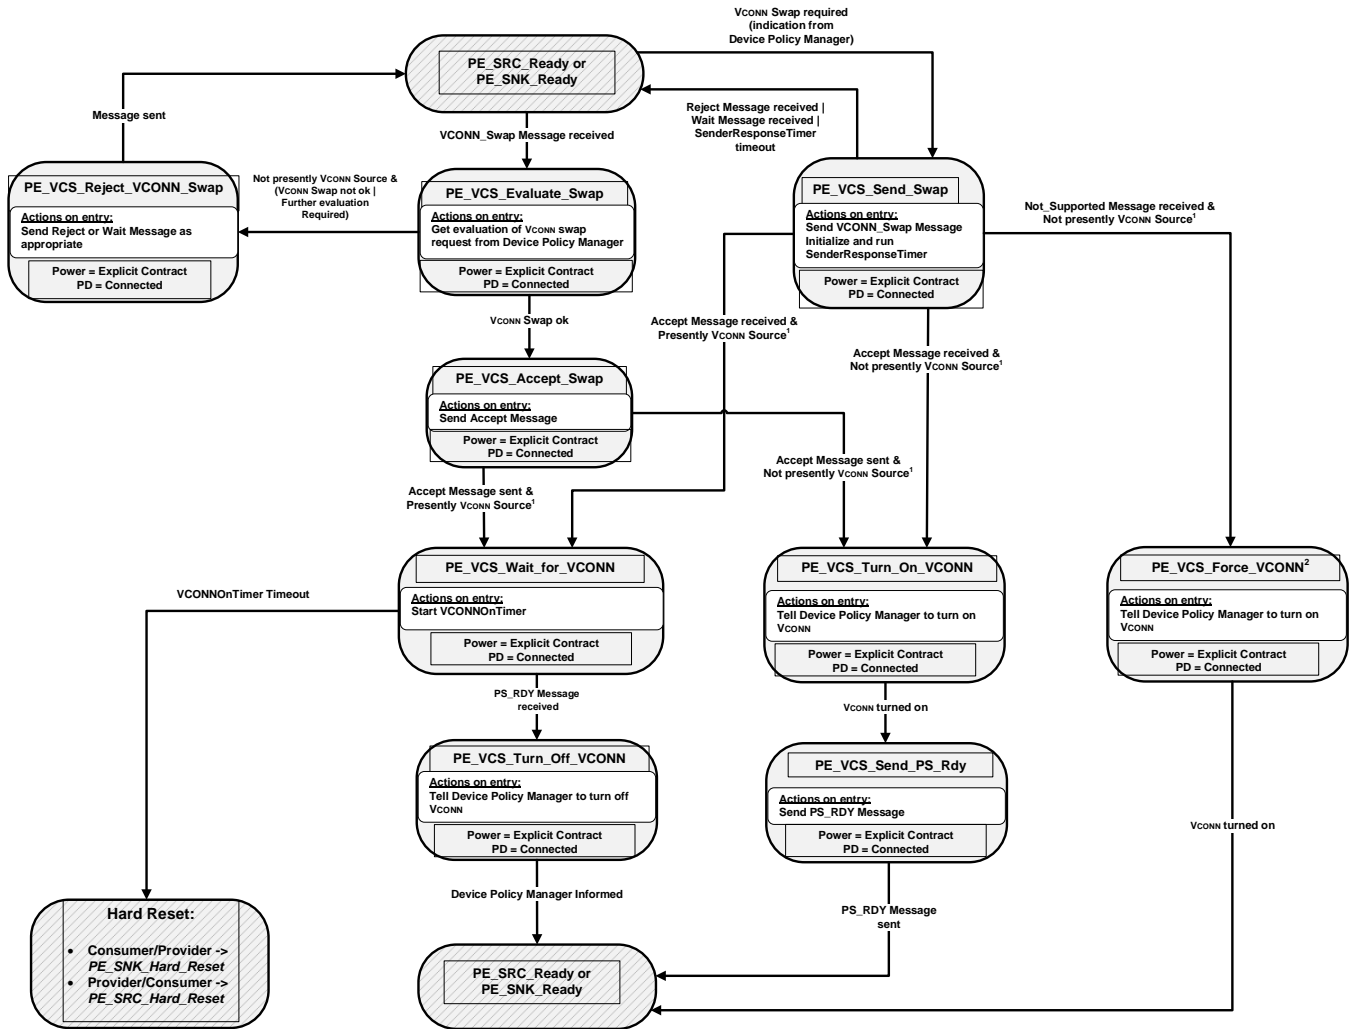 VCONN Swap required
(indication from
Device Policy Manager)
PE_SRC_Ready or
PE_SNK_Ready
Message sent
Reject Message received |
Wait Message received |
SenderResponseTimer
timeout
VCONN_Swap Message received
PE_VCS_Reject_VCONN_Swap
Actions on entry:
Send Reject or Wait Message as
appropriate
Power = Explicit Contract
PD = Connected
Not presently VCONN Source &
(VCONN Swap not ok |
Further evaluation
Required)
PE_VCS_Evaluate_Swap
Actions on entry:
Get evaluation of VCONN swap
request from Device Policy Manager
Power = Explicit Contract
PD = Connected
PE_VCS_Send_Swap
Actions on entry:
Send VCONN_Swap Message
Initialize and run
SenderResponseTimer
Power = Explicit Contract
PD = Connected
Not_Supported Message received &
Not presently VCONN Source¹
VCONN Swap ok
Accept Message received &
Presently VCONN Source¹
Accept Message received &
Not presently VCONN Source¹
PE_VCS_Accept_Swap
Actions on entry:
Send Accept Message
Power = Explicit Contract
PD = Connected
Accept Message sent &
Not presently VCONN Source¹
Accept Message sent &
Presently VCONN Source¹
PE_VCS_Wait_for_VCONN
Actions on entry:
Start VCONNOnTimer
Power = Explicit Contract
PD = Connected
PE_VCS_Turn_On_VCONN
Actions on entry:
Tell Device Policy Manager to turn on
VCONN
Power = Explicit Contract
PD = Connected
PE_VCS_Force_VCONN²
Actions on entry:
Tell Device Policy Manager to turn on
VCONN
Power = Explicit Contract
PD = Connected
VCONNOnTimer Timeout
PS_RDY Message
received
VCONN turned on
PE_VCS_Turn_Off_VCONN
Actions on entry:
Tell Device Policy Manager to turn off
VCONN
Power = Explicit Contract
PD = Connected
PE_VCS_Send_PS_Rdy
Actions on entry:
Send PS_RDY Message
Power = Explicit Contract
PD = Connected
VCONN turned on
Device Policy Manager Informed
PS_RDY Message
sent
Hard Reset:
• Consumer/Provider ->
PE_SNK_Hard_Reset
• Provider/Consumer ->
PE_SRC_Hard_Reset
PE_SRC_Ready or
PE_SNK_Ready